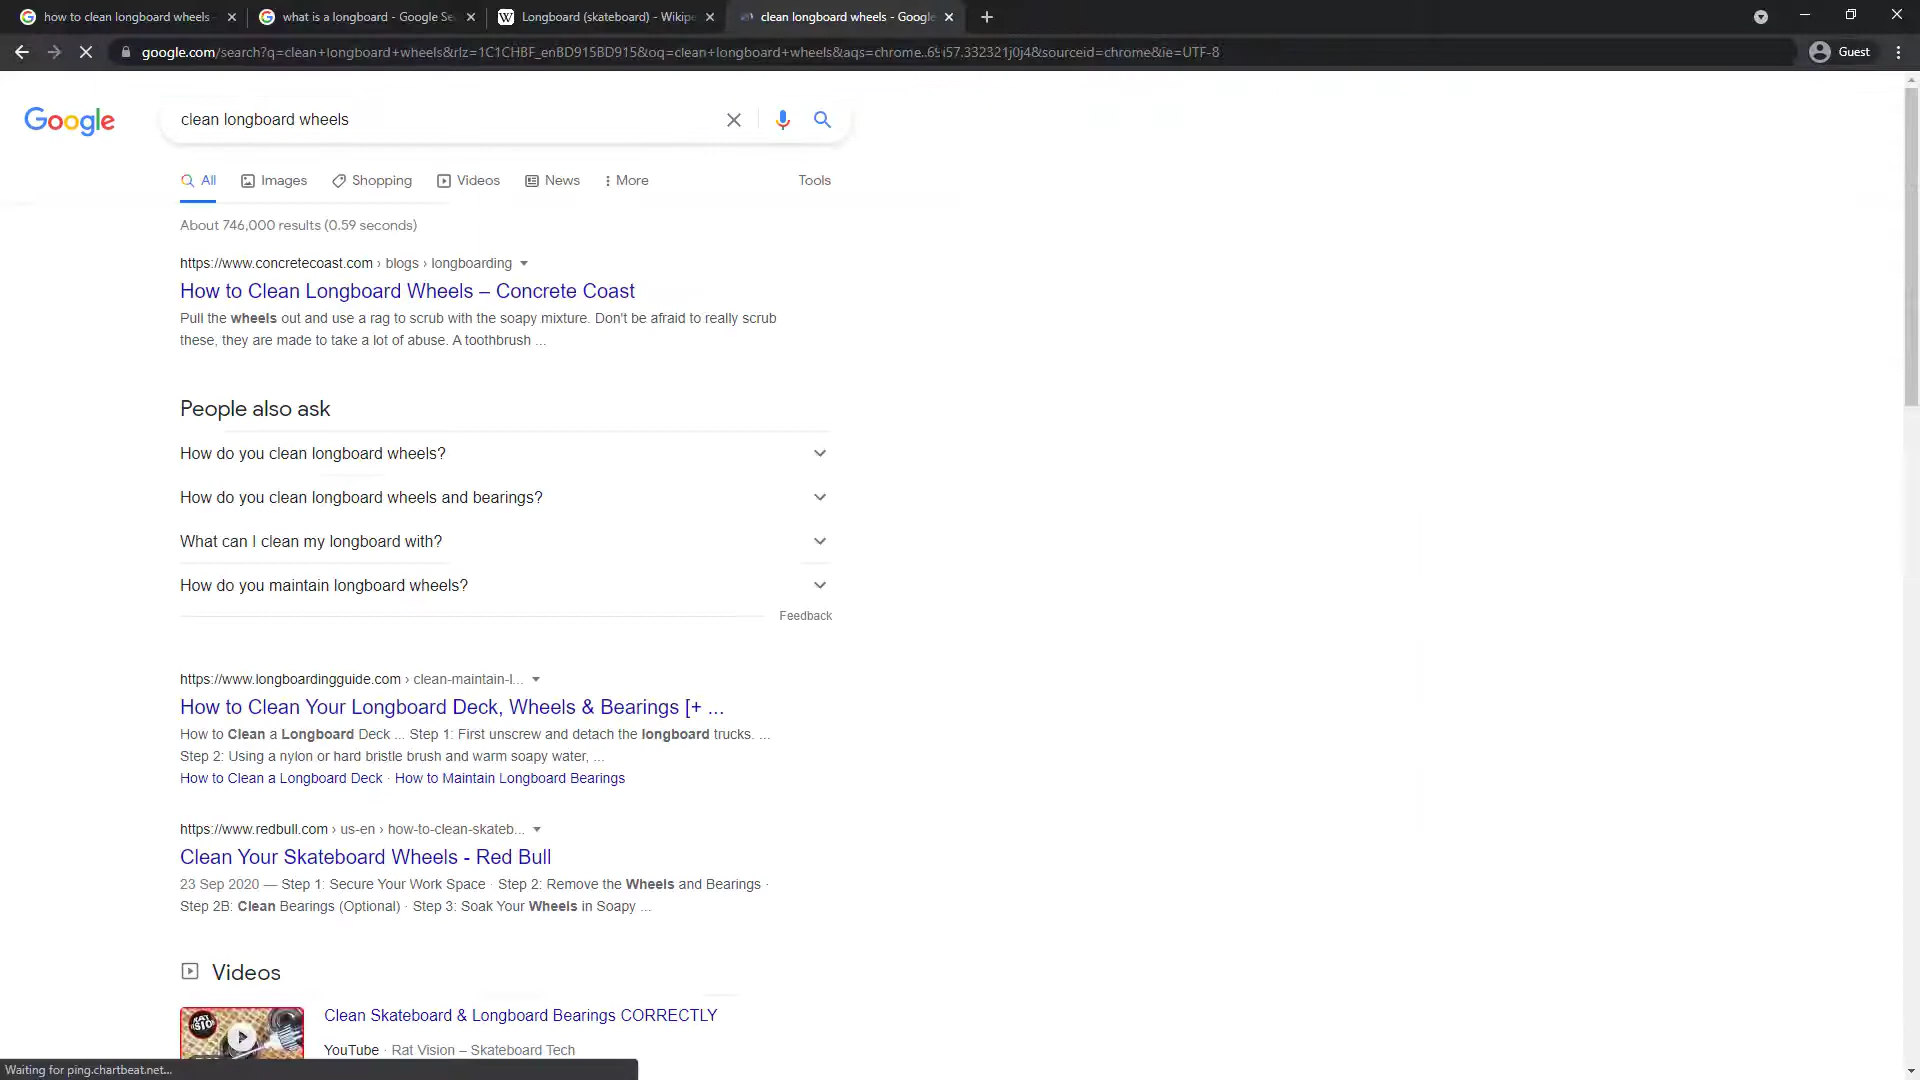 how to clean longboard wheels
what is a longboard - Google Se
Longboard (skateboard) - Wikipe
clean longboard wheels - Google
google.com/search?q=clean+longboard+wheels&rlz=1C1CHBF_enBD915BD915&oq=clean+longboard+wheels&aqs=chrome..69i57.332321j0j4&sourceid=chrome&ie=UTF-8
Guest
Google
clean longboard wheels
All
Images
Shopping
Videos
News
More
Tools
About 746,000 results (0.59 seconds)
https://www.concretecoast.com › blogs › longboarding
How to Clean Longboard Wheels – Concrete Coast
Pull the wheels out and use a rag to scrub with the soapy mixture. Don't be afraid to really scrub
these, they are made to take a lot of abuse. A toothbrush ...
People also ask
How do you clean longboard wheels?
How do you clean longboard wheels and bearings?
What can I clean my longboard with?
How do you maintain longboard wheels?
Feedback
https://www.longboardingguide.com › clean-maintain-l...
How to Clean Your Longboard Deck, Wheels & Bearings [+ ...
How to Clean a Longboard Deck ... Step 1: First unscrew and detach the longboard trucks. ...
Step 2: Using a nylon or hard bristle brush and warm soapy water, ...
How to Clean a Longboard Deck · How to Maintain Longboard Bearings
https://www.redbull.com › us-en › how-to-clean-skateb...
Clean Your Skateboard Wheels - Red Bull
23 Sep 2020 — Step 1: Secure Your Work Space · Step 2: Remove the Wheels and Bearings ·
Step 2B: Clean Bearings (Optional) · Step 3: Soak Your Wheels in Soapy ...
Videos
Clean Skateboard & Longboard Bearings CORRECTLY
YouTube · Rat Vision – Skateboard Tech
Waiting for ping.chartbeat.net...